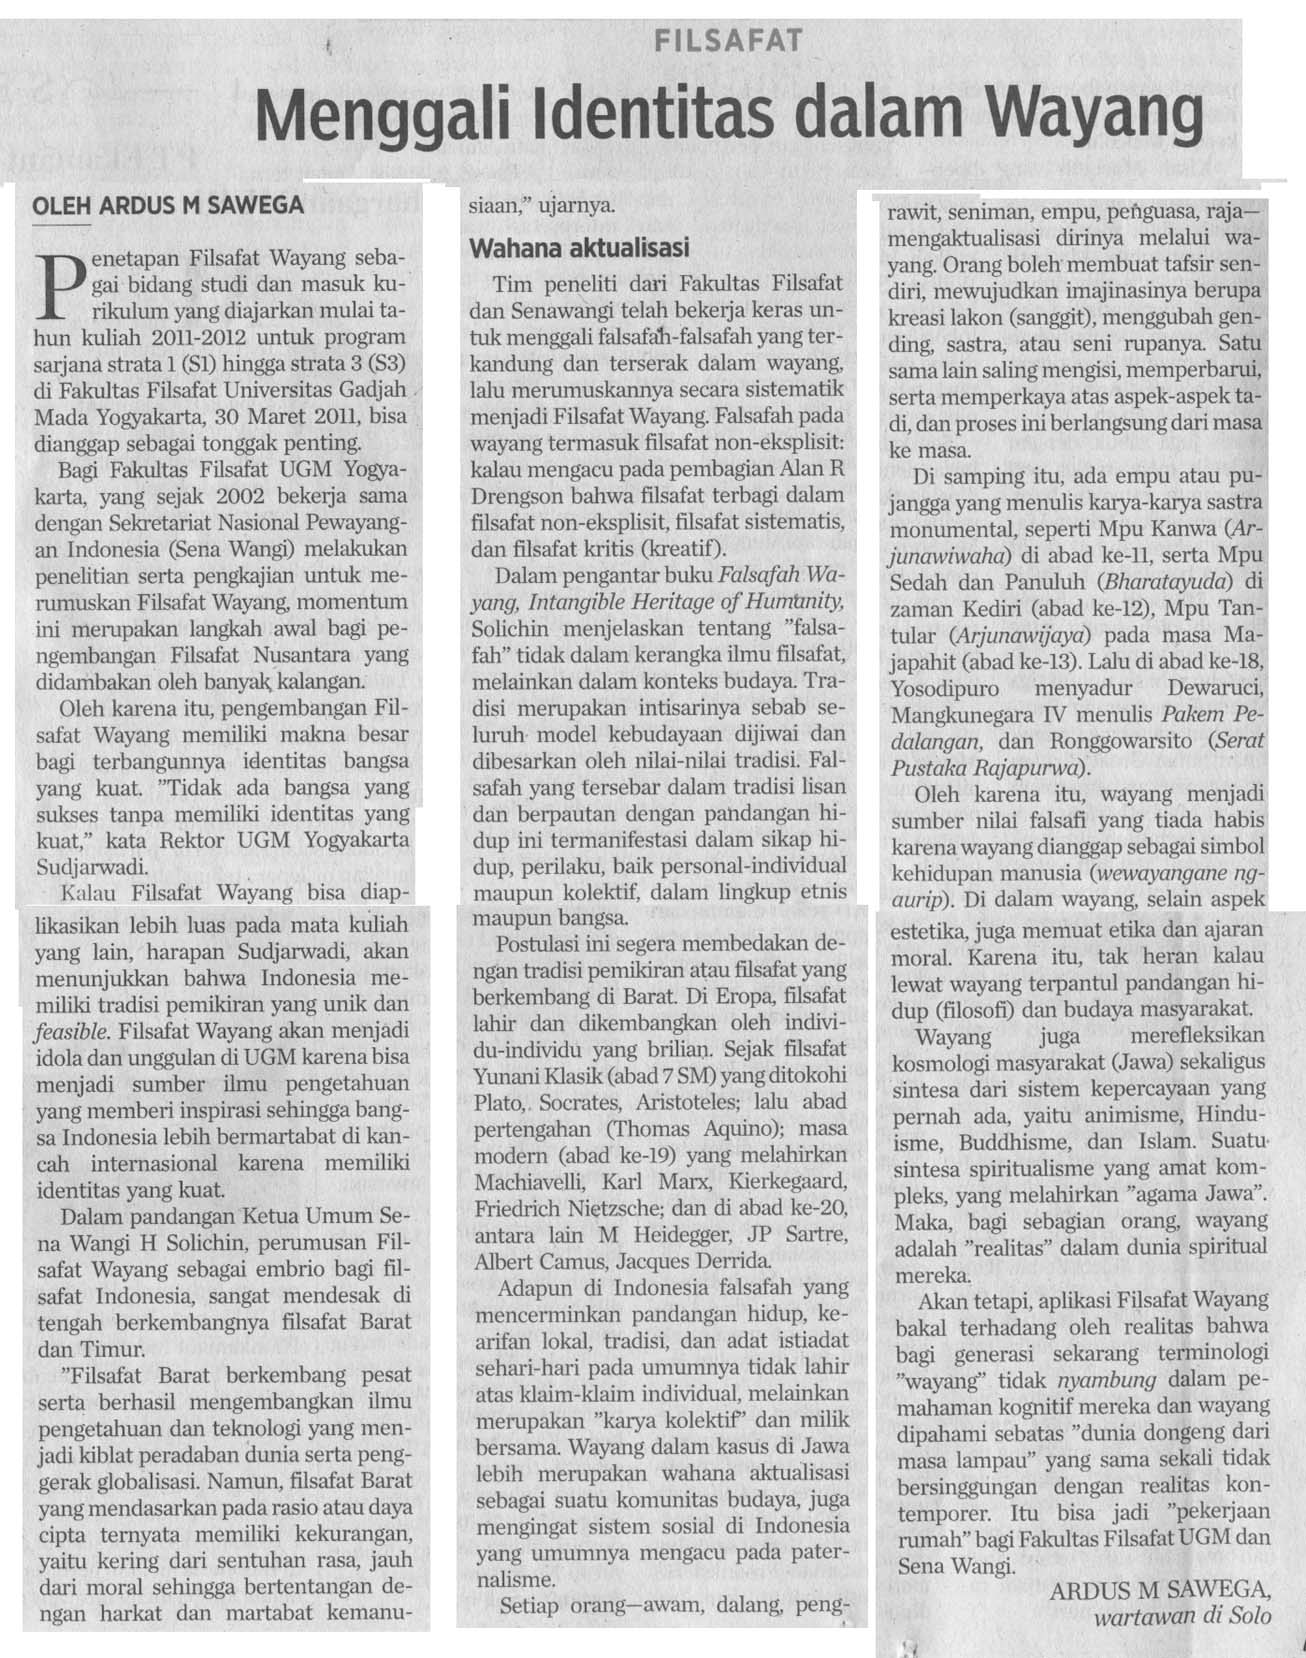 FILSAFAT
Menggali Identitas dalam Wayang
OLEH ARDUS M SAWEGA
Penetapan Filsafat Wayang seba-
gai bidang studi dan masuk ku-
rikulum yang diajarkan mulai ta-
hun kuliah 2011-2012 untuk program
sarjana strata 1 (S1) hingga strata 3 (S3)
di Fakultas Filsafat Universitas Gadjah
Mada Yogyakarta, 30 Maret 2011, bisa
dianggap sebagai tonggak penting.
Bagi Fakultas Filsafat UGM Yogya-
karta, yang sejak 2002 bekerja sama
dengan Sekretariat Nasional Pewayang-
an Indonesia (Sena Wangi) melakukan
penelitian serta pengkajian untuk me-
rumuskan Filsafat Wayang, momentum
ini merupakan langkah awal bagi pe-
ngembangan Filsafat Nusantara yang
didambakan oleh banyak kalangan.
Oleh karena itu, pengembangan Fil-
safat Wayang memiliki makna besar
bagi terbangunnya identitas bangsa
yang kuat. ”Tidak ada bangsa yang
sukses tanpa memiliki identitas yang
kuat,” kata Rektor UGM Yogyakarta
Sudjarwadi.
Kalau Filsafat Wayang bisa diap-
likasikan lebih luas pada mata kuliah
yang lain, harapan Sudjarwadi, akan
menunjukkan bahwa Indonesia me-
miliki tradisi pemikiran yang unik dan
feasible. Filsafat Wayang akan menjadi
idola dan unggulan di UGM karena bisa
menjadi sumber ilmu pengetahuan
yang memberi inspirasi sehingga bang-
sa Indonesia lebih bermartabat di kan-
cah internasional karena memiliki
identitas yang kuat.
Dalam pandangan Ketua Umum Se-
na Wangi H Solichin, perumusan Fil-
safat Wayang sebagai embrio bagi fil-
safat Indonesia, sangat mendesak di
tengah berkembangnya filsafat Barat
dan Timur.
”Filsafat Barat berkembang pesat
serta berhasil mengembangkan ilmu
pengetahuan dan teknologi yang men-
jadi kiblat peradaban dunia serta peng-
gerak globalisasi. Namun, filsafat Barat
yang mendasarkan pada rasio atau daya
cipta ternyata memiliki kekurangan,
yaitu kering dari sentuhan rasa, jauh
dari moral sehingga bertentangan de-
ngan harkat dan martabat kemanu-
siaan,” ujarnya.
Wahana aktualisasi
Tim peneliti dari Fakultas Filsafat
dan Senawangi telah bekerja keras un-
tuk menggali falsafah-falsafah yang ter-
kandung dan terserak dalam wayang,
lalu merumuskannya secara sistematik
menjadi Filsafat Wayang. Falsafah pada
wayang termasuk filsafat non-eksplisit:
kalau mengacu pada pembagian Alan R
Drengson bahwa filsafat terbagi dalam
filsafat non-eksplisit, filsafat sistematis,
dan filsafat kritis (kreatif).
Dalam pengantar buku Falsafah Wa-
yang, Intangible Heritage of Humanity,
Solichin menjelaskan tentang ”falsa-
fah” tidak dalam kerangka ilmu filsafat,
melainkan dalam konteks budaya. Tra-
disi merupakan intisarinya sebab se-
luruh model kebudayaan dijiwai dan
dibesarkan oleh nilai-nilai tradisi. Fal-
safah yang tersebar dalam tradisi lisan
dan berpautan dengan pandangan hi-
dup ini termanifestasi dalam sikap hi-
dup, perilaku, baik personal-individual
maupun kolektif, dalam lingkup etnis
maupun bangsa.
Postulasi ini segera membedakan de-
ngan tradisi pemikiran atau filsafat yang
berkembang di Barat. Di Eropa, filsafat
lahir dan dikembangkan oleh indivi-
du-individu yang brilian. Sejak filsafat
Yunani Klasik (abad 7 SM) yang ditokohi
Plato, Socrates, Aristoteles; lalu abad
pertengahan (Thomas Aquino); masa
modern (abad ke-19) yang melahirkan
Machiavelli, Karl Marx, Kierkegaard,
Friedrich Nietzsche; dan di abad ke-20,
antara lain M Heidegger, JP Sartre,
Albert Camus, Jacques Derrida.
Adapun di Indonesia falsafah yang
mencerminkan pandangan hidup, ke-
arifan lokal, tradisi, dan adat istiadat
sehari-hari pada umumnya tidak lahir
atas klaim-klaim individual, melainkan
merupakan ”karya kolektif” dan milik
bersama. Wayang dalam kasus di Jawa
lebih merupakan wahana aktualisasi
sebagai suatu komunitas budaya, juga
mengingat sistem sosial di Indonesia
yang umumnya mengacu pada pater-
nalisme.
Setiap orang—awam, dalang, peng-
rawit, seniman, empu, penguasa, raja—
mengaktualisasi dirinya melalui wa-
yang. Orang boleh membuat tafsir sen-
diri, mewujudkan imajinasinya berupa
kreasi lakon (sanggit), menggubah gen-
ding, sastra, atau seni rupanya. Satu
sama lain saling mengisi, memperbarui,
serta memperkaya atas aspek-aspek ta-
di, dan proses ini berlangsung dari masa
ke masa.
Di samping itu, ada empu atau pu-
jangga yang menulis karya-karya sastra
monumental, seperti Mpu Kanwa (Ar-
junawiwaha) di abad ke-11, serta Mpu
Sedah dan Panuluh (Bharatayuda) di
zaman Kediri (abad ke-12), Mpu Tan-
tular (Arjunawijaya) pada masa Ma-
japahit (abad ke-13). Lalu di abad ke-18,
Yosodipuro menyadur Dewaruci,
Mangkunegara IV menulis Pakem Pe-
dalangan, dan Ronggowarsito (Serat
Pustaka Rajapurwa).
Oleh karena itu, wayang menjadi
sumber nilai falsafi yang tiada habis
karena wayang dianggap sebagai simbol
kehidupan manusia (wewayangane ng-
aurip). Di dalam wayang, selain aspek
estetika, juga memuat etika dan ajaran
moral. Karena itu, tak heran kalau
lewat wayang terpantul pandangan hi-
dup (filosofi) dan budaya masyarakat.
Wayang juga merefleksikan
kosmologi masyarakat (Jawa) sekaligus
sintesa dari sistem kepercayaan yang
pernah ada, yaitu animisme, Hindu-
isme, Buddhisme, dan Islam. Suatu
sintesa spiritualisme yang amat kom-
pleks, yang melahirkan ”agama Jawa”.
Maka, bagi sebagian orang, wayang
adalah ”realitas” dalam dunia spiritual
mereka.
Akan tetapi, aplikasi Filsafat Wayang
bakal terhadang oleh realitas bahwa
bagi generasi sekarang terminologi
”wayang” tidak nyambung dalam pe-
mahaman kognitif mereka dan wayang
dipahami sebatas ”dunia dongeng dari
masa lampau” yang sama sekali tidak
bersinggungan dengan realitas kon-
temporer. Itu bisa jadi ”pekerjaan
rumah” bagi Fakultas Filsafat UGM dan
Sena Wangi.
ARDUS M SAWEGA,
wartawan di Solo